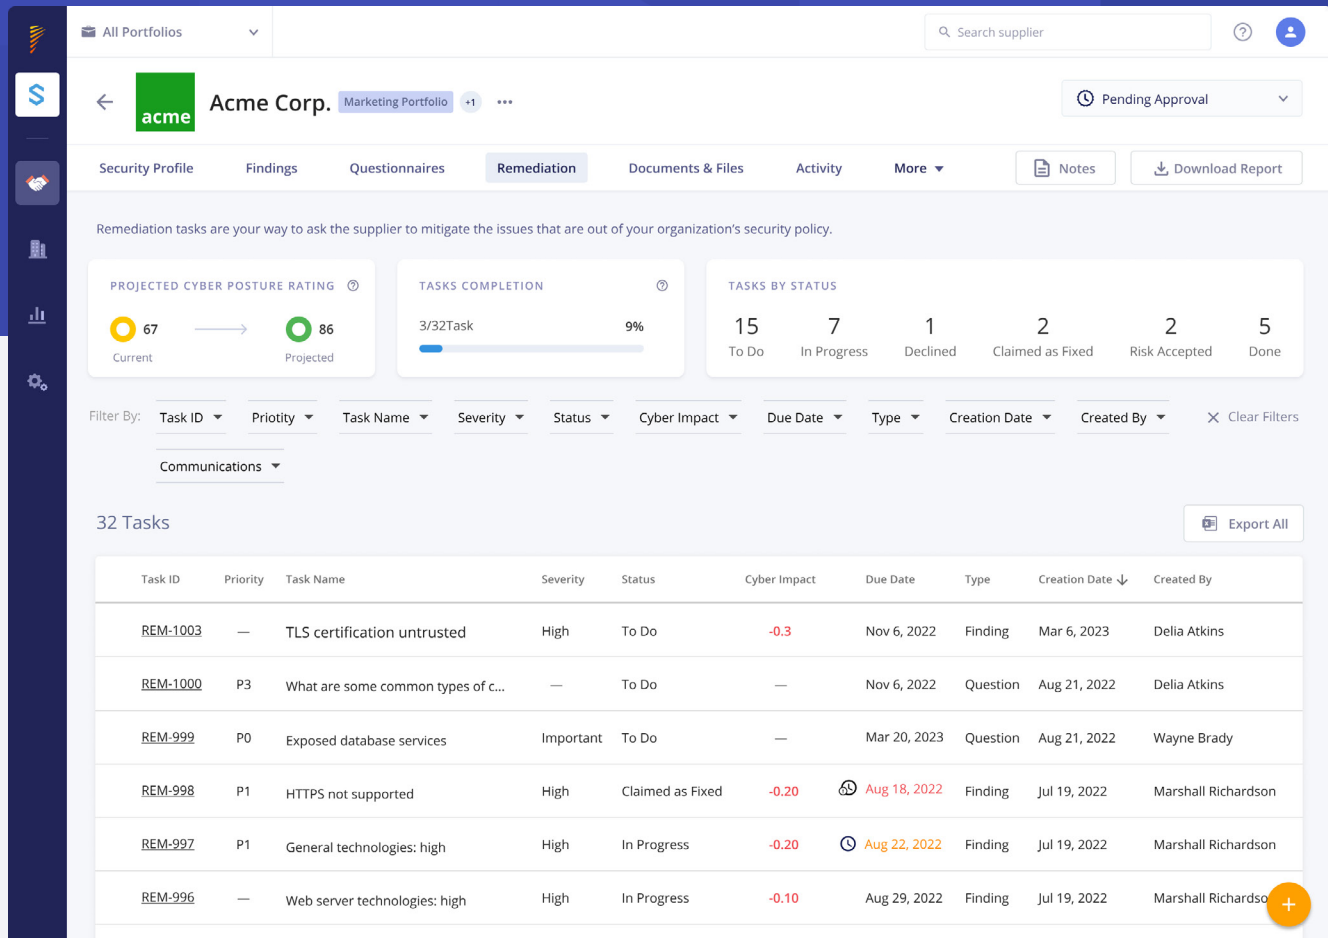 All Portfolios
Search supplier
acme
Acme Corp.
Marketing Portfolio
+1
Pending Approval
Security Profile
Findings
Questionnaires
Remediation
Documents & Files
Activity
More
Notes
Download Report
Remediation tasks are your way to ask the supplier to mitigate the issues that are out of your organization's security policy.
PROJECTED CYBER POSTURE RATING
67
86
Current
Projected
TASKS COMPLETION
3/32Task 9%
TASKS BY STATUS
15 7 1 2 2 5
To Do In Progress Declined Claimed as Fixed Risk Accepted Done
Filter By: Task ID Priotity Task Name Severity Status Cyber Impact Due Date Type Creation Date Created By Clear Filters
Communications
32 Tasks
Export All
Task ID Priority Task Name Severity Status Cyber Impact Due Date Type Creation Date Created By
REM-1003 — TLS certification untrusted High To Do -0.3 Nov 6, 2022 Finding Mar 6, 2023 Delia Atkins
REM-1000 P3 What are some common types of c... — To Do — Nov 6, 2022 Question Aug 21, 2022 Delia Atkins
REM-999 P0 Exposed database services Important To Do — Mar 20, 2023 Question Aug 21, 2022 Wayne Brady
REM-998 P1 HTTPS not supported High Claimed as Fixed -0.20 Aug 18, 2022 Finding Jul 19, 2022 Marshall Richardson
REM-997 P1 General technologies: high High In Progress -0.20 Aug 22, 2022 Finding Jul 19, 2022 Marshall Richardson
REM-996 — Web server technologies: high High In Progress -0.10 Aug 29, 2022 Finding Jul 19, 2022 Marshall Richardso